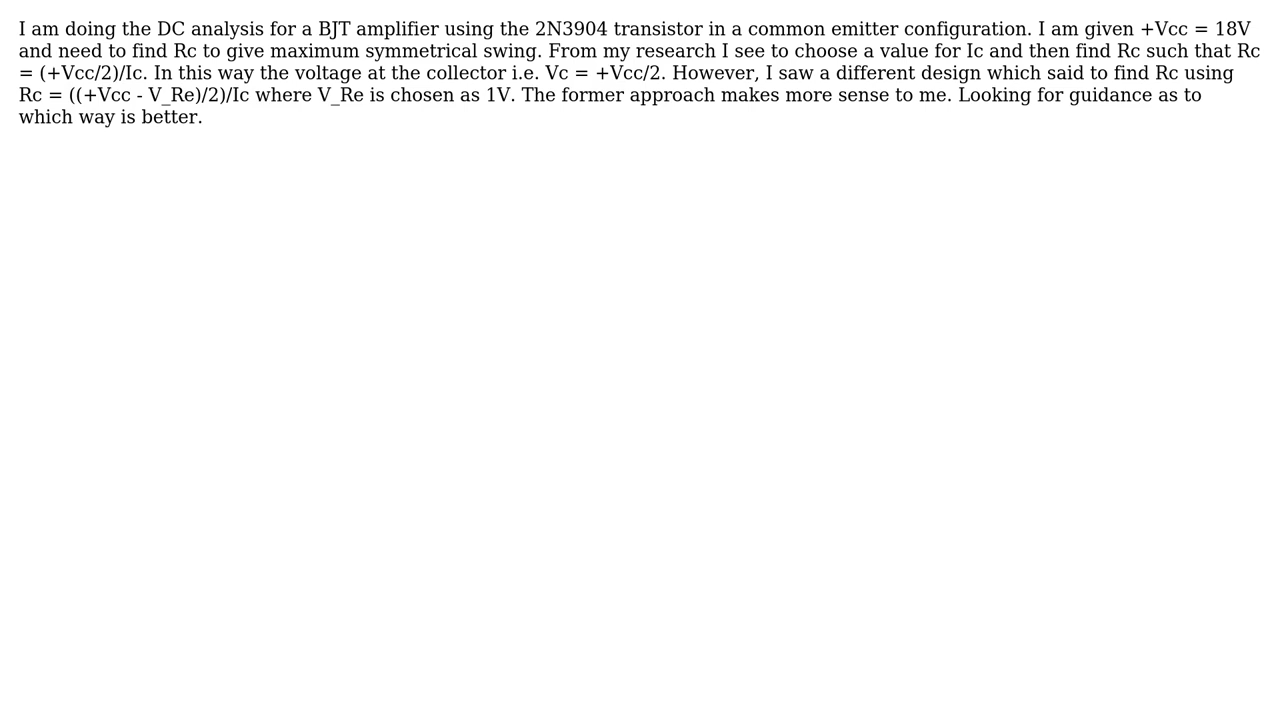 I am doing the DC analysis for a BJT amplifier using the 2N3904 transistor in a common emitter configuration. I am given +Vcc = 18V
and need to find Rc to give maximum symmetrical swing. From my research I see to choose a value for Ic and then find Rc such that Rc
= (+Vcc/2)/Ic. In this way the voltage at the collector i.e. Vc = +Vcc/2. However, I saw a different design which said to find Rc using
Rc = ((+Vcc - V_Re)/2)/Ic where V_Re is chosen as 1V. The former approach makes more sense to me. Looking for guidance as to
which way is better.